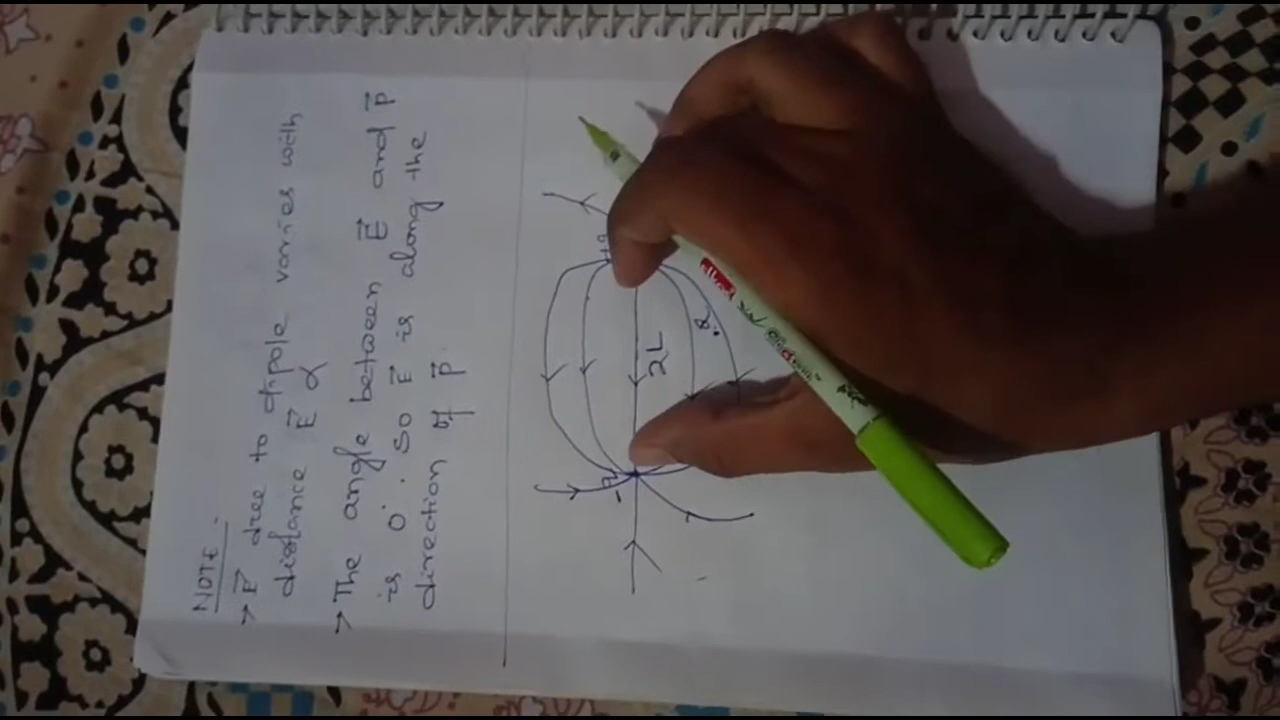 NOTE :
→ E⃗ due to dipole varies with
distance E⃗ ∝
→ The angle between E⃗ and P⃗
is 0°. So E⃗ is along the
direction of P⃗.
+q
2L
-q